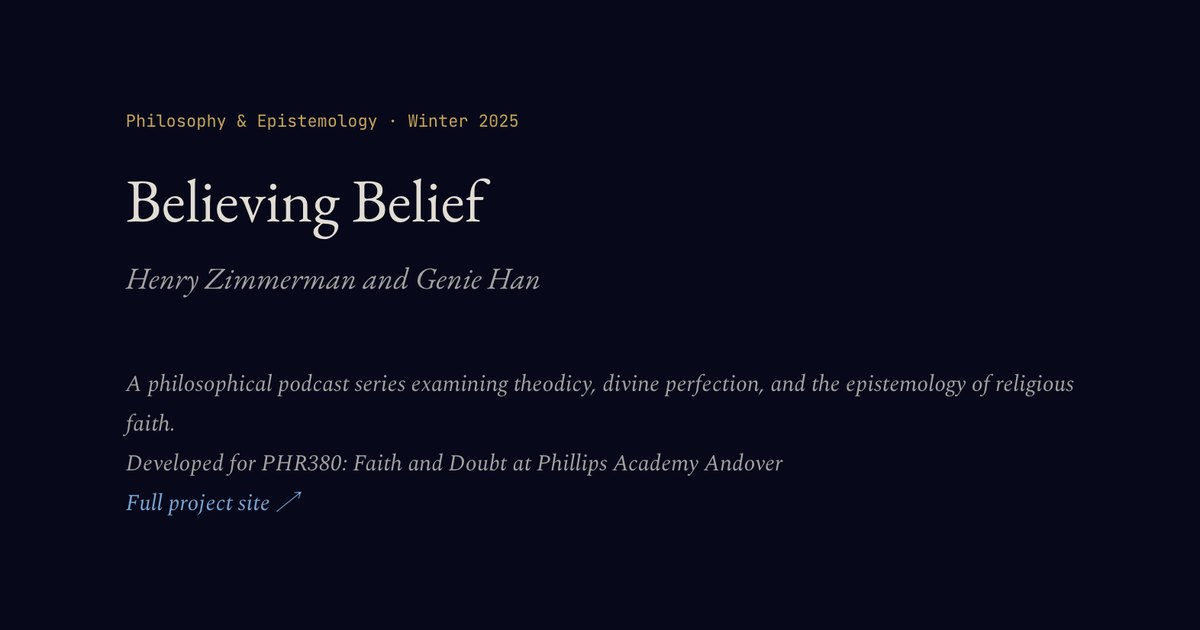 Philosophy & Epistemology · Winter 2025
Believing Belief
Henry Zimmerman and Genie Han
A philosophical podcast series examining theodicy, divine perfection, and the epistemology of religious
faith.
Developed for PHR380: Faith and Doubt at Phillips Academy Andover
Full project site ↗